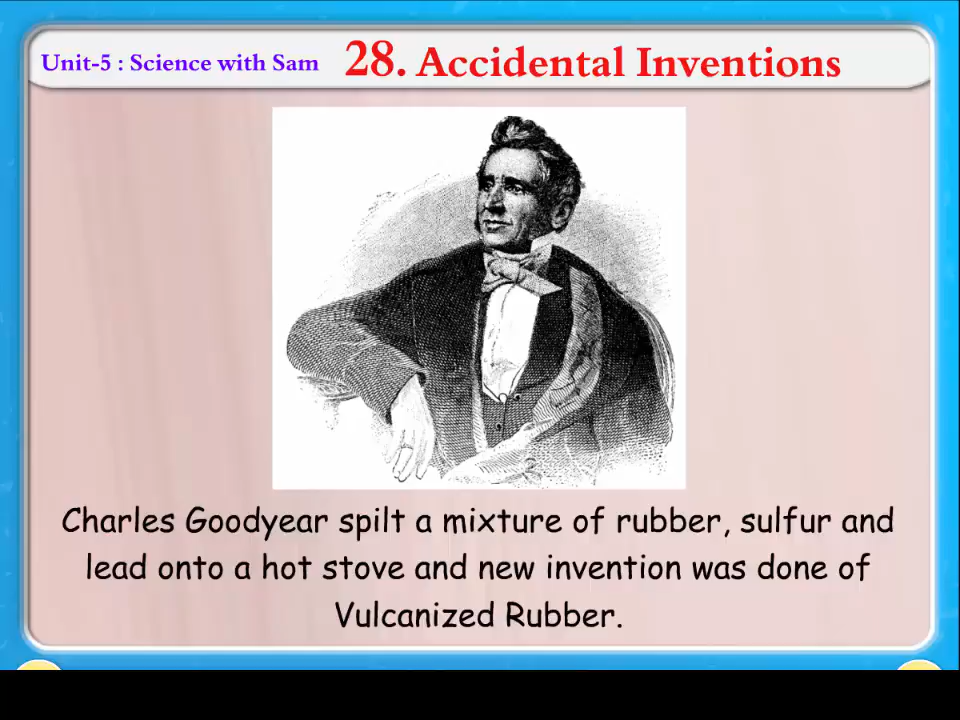 Unit-5 : Science with Sam 28. Accidental Inventions
Charles Goodyear spilt a mixture of rubber, sulfur and
lead onto a hot stove and new invention was done of
Vulcanized Rubber.